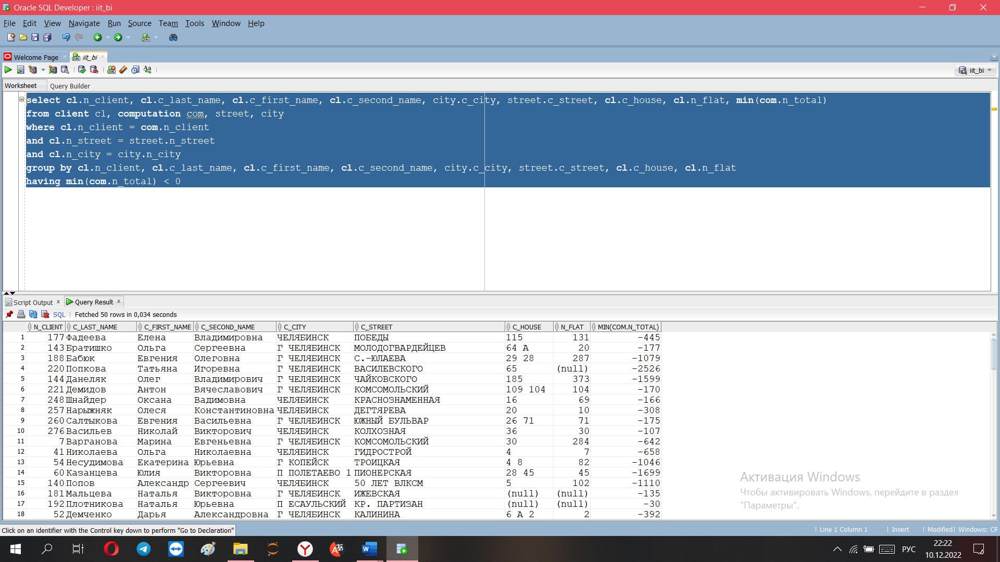 Oracle SQL Developer : iit_bi
File Edit View Navigate Run Source Team Tools Window Help
Welcome Page iit_bi
iit_bi
Worksheet Query Builder
select cl.n_client, cl.c_last_name, cl.c_first_name, cl.c_second_name, city.c_city, street.c_street, cl.c_house, cl.n_flat, min(com.n_total)
from client cl, computation com, street, city
where cl.n_client = com.n_client
and cl.n_street = street.n_street
and cl.n_city = city.n_city
group by cl.n_client, cl.c_last_name, cl.c_first_name, cl.c_second_name, city.c_city, street.c_street, cl.c_house, cl.n_flat
having min(com.n_total) < 0
Script Output x Query Result x
SQL Fetched 50 rows in 0,034 seconds
N_CLIENT C_LAST_NAME C_FIRST_NAME C_SECOND_NAME C_CITY C_STREET C_HOUSE N_FLAT MIN(COM.N_TOTAL)
1 177 Фадеева Елена Владимировна ЧЕЛЯБИНСК ПОБЕДЫ 115 131 -445
2 143 Братишко Ольга Сергеевна Г ЧЕЛЯБИНСК МОЛОДОГВАРДЕЙЦЕВ 64 А 20 -177
3 188 Бабюк Евгения Олеговна Г ЧЕЛЯБИНСК С.-ЮЛАЕВА 29 28 287 -1079
4 220 Попкова Татьяна Игоревна Г ЧЕЛЯБИНСК ВАСИЛЕВСКОГО 65 (null) -2526
5 144 Данеляк Олег Владимирович Г ЧЕЛЯБИНСК ЧАЙКОВСКОГО 185 373 -1599
6 221 Демидов Антон Вячеславович Г ЧЕЛЯБИНСК КОМСОМОЛЬСКИЙ 109 104 104 -170
7 248 Шнайдер Оксана Вадимовна ЧЕЛЯБИНСК КРАСНОЗНАМЕННАЯ 16 69 -166
8 257 Нарыжняк Олеся Константиновна ЧЕЛЯБИНСК ДЕГТЯРЕВА 20 10 -308
9 260 Салтыкова Евгения Васильевна Г ЧЕЛЯБИНСК ЮЖНЫЙ БУЛЬВАР 26 71 71 -175
10 276 Васильев Николай Викторович ЧЕЛЯБИНСК КОЛХОЗНАЯ 36 30 -107
11 7 Варганова Марина Евгеньевна Г ЧЕЛЯБИНСК КОМСОМОЛЬСКИЙ 30 284 -642
12 41 Николаева Ольга Николаевна ЧЕЛЯБИНСК ГИДРОСТРОЙ 4 7 -658
13 54 Несудимова Екатерина Юрьевна Г КОПЕЙСК ТРОИЦКАЯ 4 8 82 -1046
14 60 Казанцева Юлия Викторовна П ПОЛЕТАЕВО 1 ПИОНЕРСКАЯ 28 45 45 -1699
15 140 Попов Александр Сергеевич ЧЕЛЯБИНСК 50 ЛЕТ ВЛКСМ 5 102 -1110
16 181 Мальцева Наталья Викторовна Г ЧЕЛЯБИНСК ИЖЕВСКАЯ (null) (null) -135
17 192 Плотникова Наталья Юрьевна П ЕСАУЛЬСКИЙ КР. ПАРТИЗАН (null) (null) -30
18 52 Демченко Дарья Александровна Г ЧЕЛЯБИНСК КАЛИНИНА 6 А 2 2 -392
Активация Windows
Чтобы активировать Windows, перейдите в раздел
"Параметры".
Click on an identifier with the Control key down to perform "Go to Declaration"
Line 1 Column 1 Insert Modified Windows: CR
РУС
22:22
10.12.2022